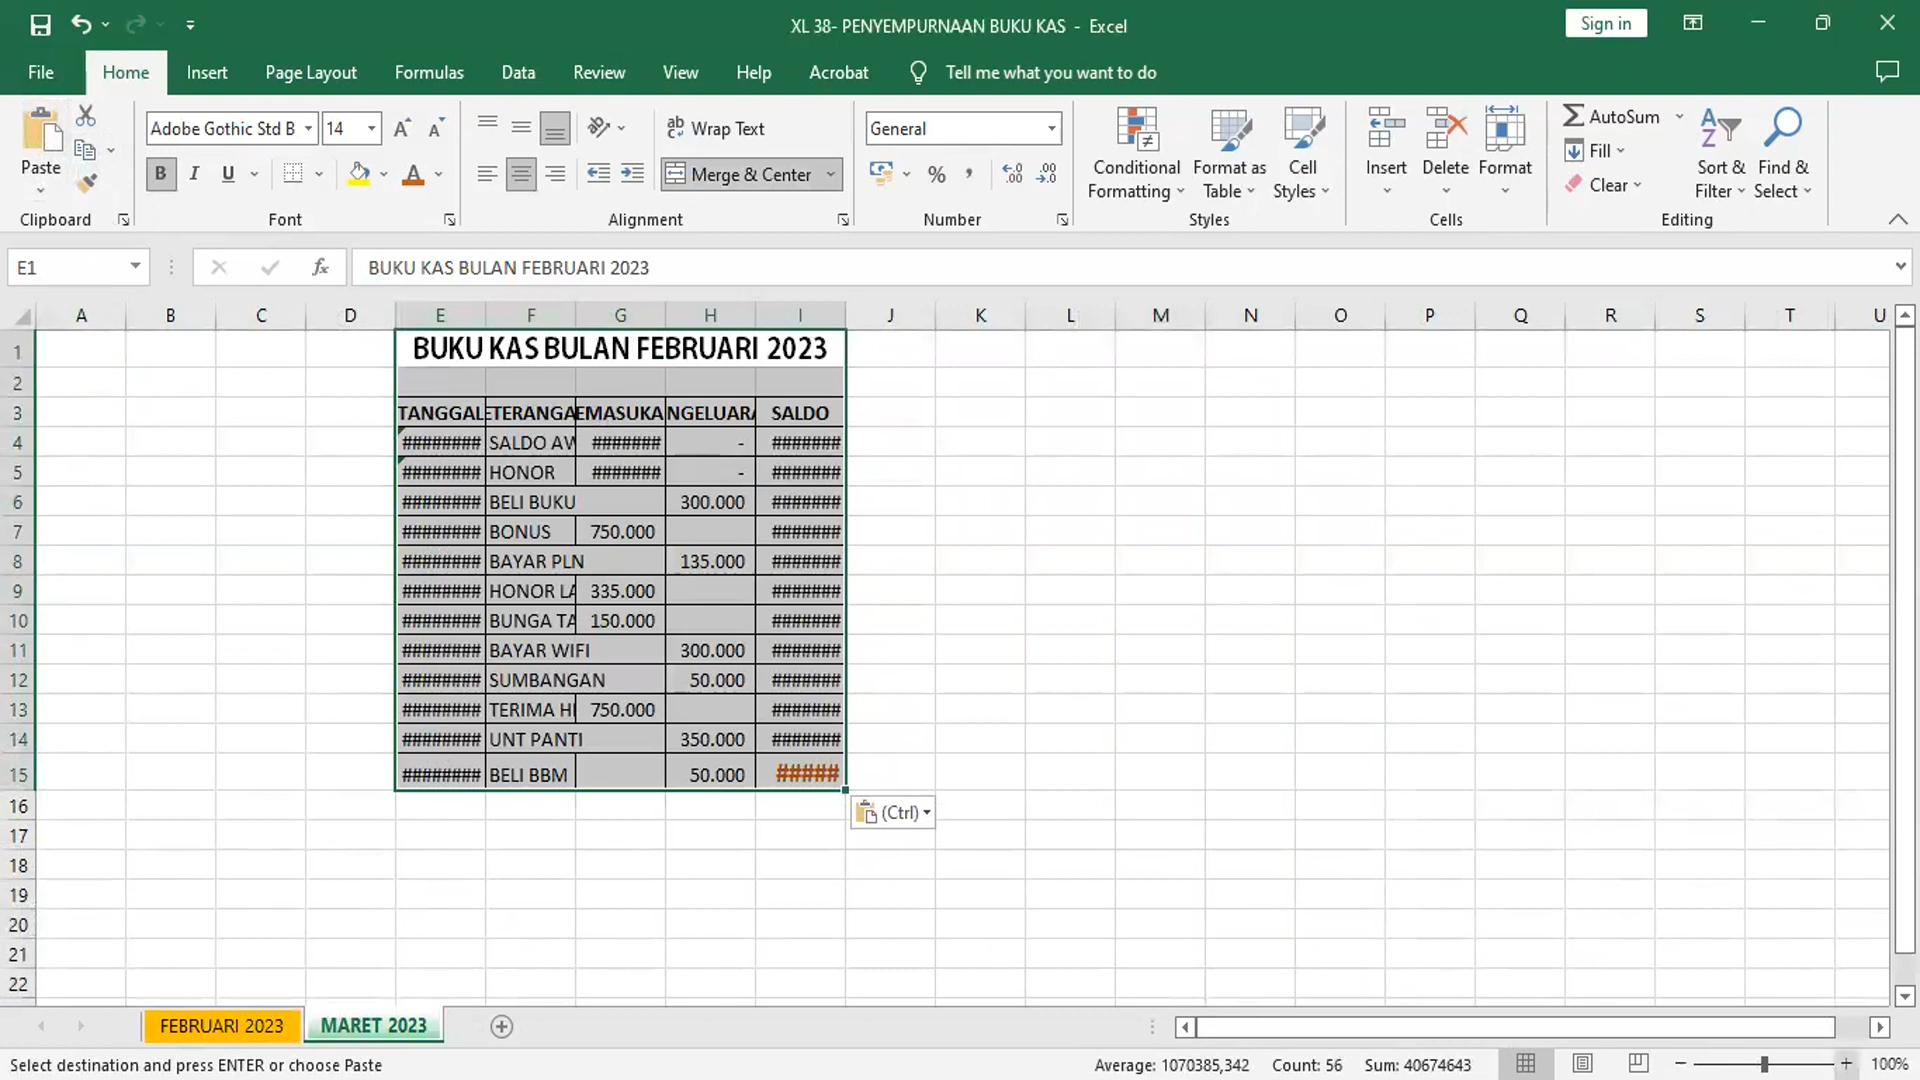 XL 38- PENYEMPURNAAN BUKU KAS - Excel
Sign in
File Home Insert Page Layout Formulas Data Review View Help Acrobat Tell me what you want to do
Paste
Clipboard
Adobe Gothic Std B 14
B I U
Font
Wrap Text
Merge & Center
Alignment
General
%
Number
Conditional Formatting
Format as Table
Cell Styles
Styles
Insert Delete Format
Cells
AutoSum
Fill
Clear
Sort & Filter
Find & Select
Editing
E1 fx BUKU KAS BULAN FEBRUARI 2023
A B C D E F G H I J K L M N O P Q R S T U
1 BUKU KAS BULAN FEBRUARI 2023
2
3 TANGGAL ETERANGA EMASUKA NGELUARA SALDO
4 ######## SALDO AW ####### - #######
5 ######## HONOR ####### - #######
6 ######## BELI BUKU 300.000 #######
7 ######## BONUS 750.000 #######
8 ######## BAYAR PLN 135.000 #######
9 ######## HONOR LA 335.000 #######
10 ######## BUNGA TA 150.000 #######
11 ######## BAYAR WIFI 300.000 #######
12 ######## SUMBANGAN 50.000 #######
13 ######## TERIMA H 750.000 #######
14 ######## UNT PANTI 350.000 #######
15 ######## BELI BBM 50.000 #####
16
(Ctrl)
17
18
19
20
21
22
FEBRUARI 2023 MARET 2023
Select destination and press ENTER or choose Paste Average: 1070385,342 Count: 56 Sum: 40674643 100%